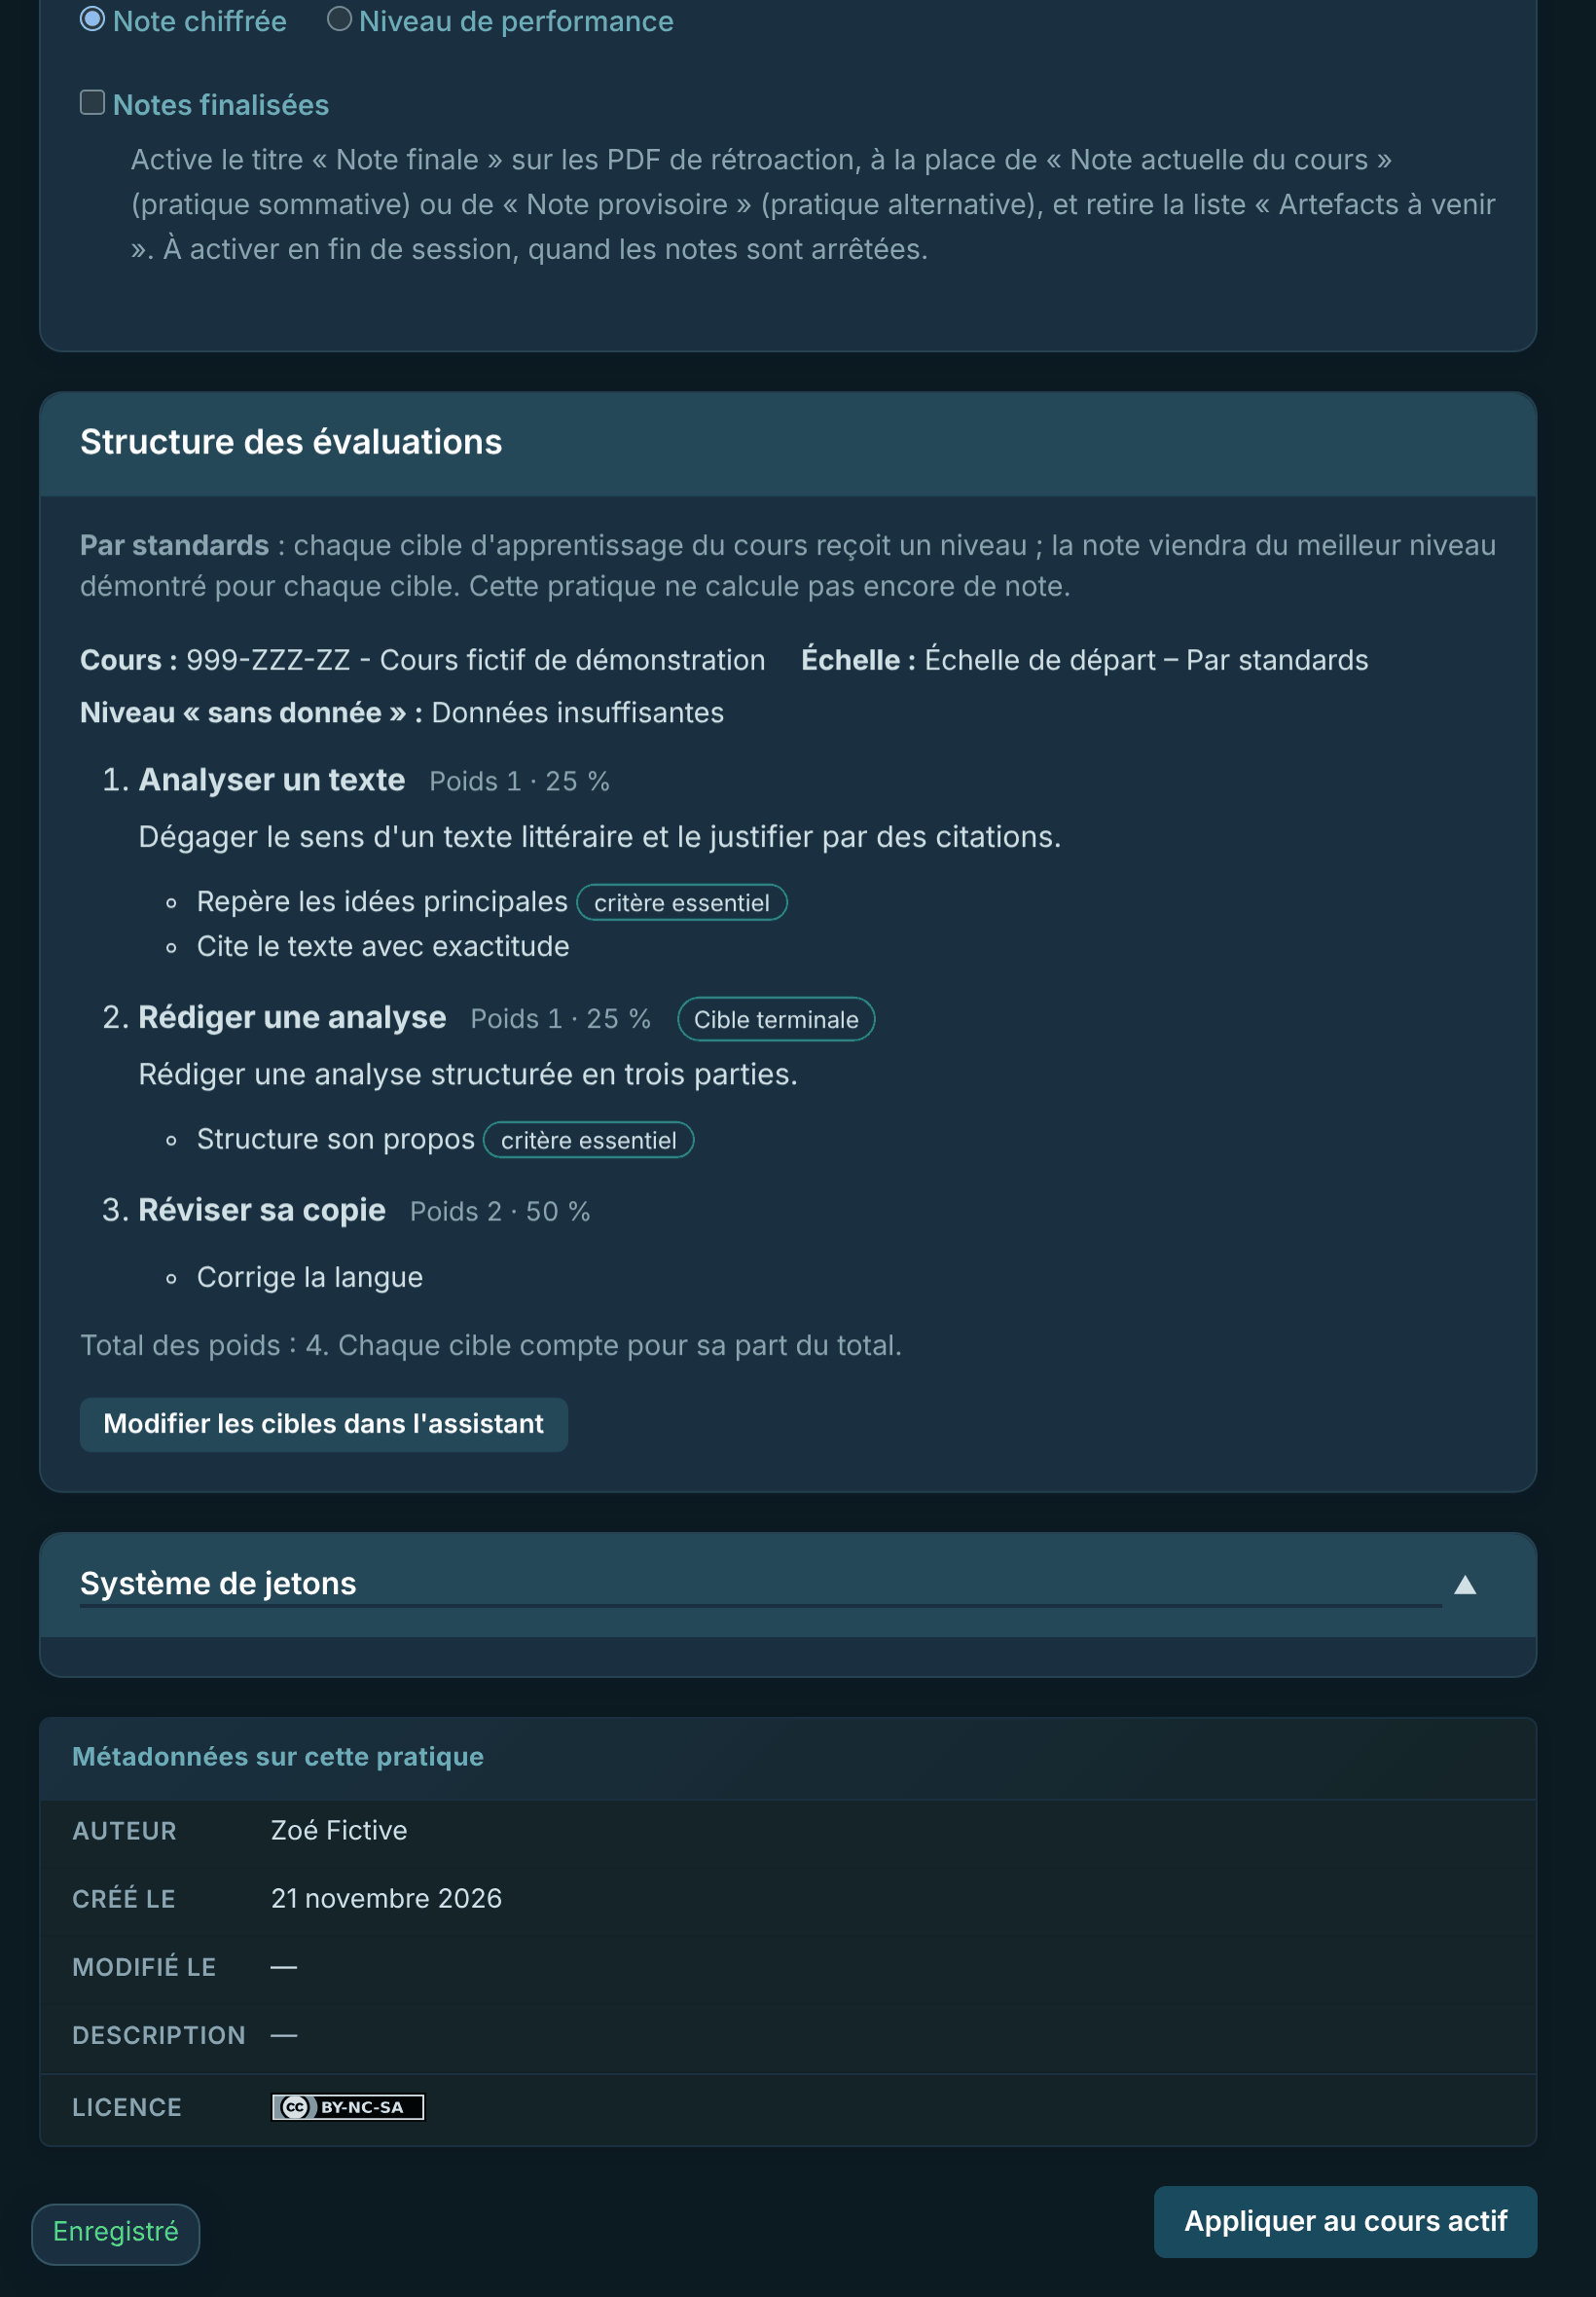 Note chiffrée Niveau de performance
Notes finalisées
Active le titre « Note finale » sur les PDF de rétroaction, à la place de « Note actuelle du cours »
(pratique sommative) ou de « Note provisoire » (pratique alternative), et retire la liste « Artefacts à venir
». À activer en fin de session, quand les notes sont arrêtées.
Structure des évaluations
Par standards : chaque cible d'apprentissage du cours reçoit un niveau ; la note viendra du meilleur niveau
démontré pour chaque cible. Cette pratique ne calcule pas encore de note.
Cours : 999-ZZZ-ZZ - Cours fictif de démonstration Échelle : Échelle de départ – Par standards
Niveau « sans donnée » : Données insuffisantes
1. Analyser un texte Poids 1 · 25 %
Dégager le sens d'un texte littéraire et le justifier par des citations.
Repère les idées principales critère essentiel
Cite le texte avec exactitude
2. Rédiger une analyse Poids 1 · 25 % Cible terminale
Rédiger une analyse structurée en trois parties.
Structure son propos critère essentiel
3. Réviser sa copie Poids 2 · 50 %
Corrige la langue
Total des poids : 4. Chaque cible compte pour sa part du total.
Modifier les cibles dans l'assistant
Système de jetons ▲
Métadonnées sur cette pratique
AUTEUR Zoé Fictive
CRÉÉ LE 21 novembre 2026
MODIFIÉ LE —
DESCRIPTION —
LICENCE CC BY-NC-SA
Enregistré
Appliquer au cours actif